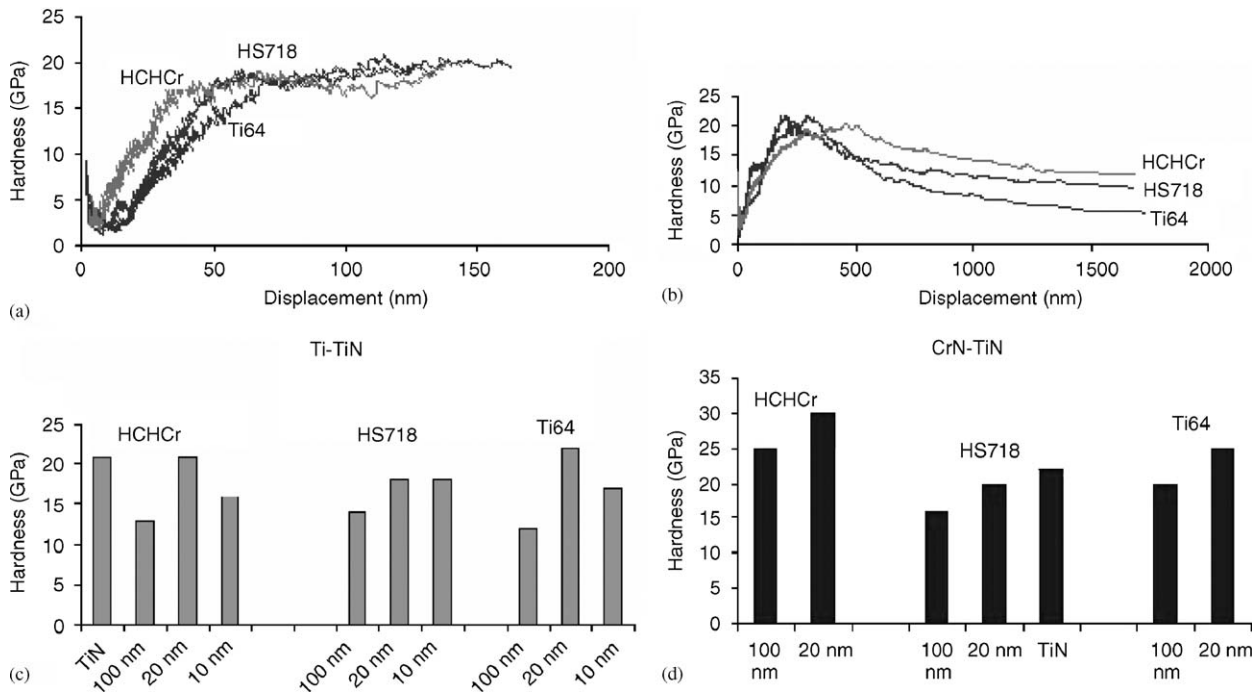 25
20
15
10
5
0
Hardness (GPa)
HCHCr
HS718
Ti64
0 50 100 150 200
Displacement (nm)
(a)
25
20
15
10
5
0
Hardness (GPa)
HCHCr
HS718
Ti64
0 500 1000 1500 2000
Displacement (nm)
(b)
Ti-TiN
25
20
15
10
5
0
Hardness (GPa)
HCHCr
HS718
Ti64
TiN 100 nm 20 nm 10 nm 100 nm 20 nm 10 nm 100 nm 20 nm 10 nm
(c)
CrN-TiN
35
30
25
20
15
10
5
0
Hardness (GPa)
HCHCr
HS718
Ti64
100 20 nm 100 20 nm TiN 100 20 nm
nm nm nm
(d)